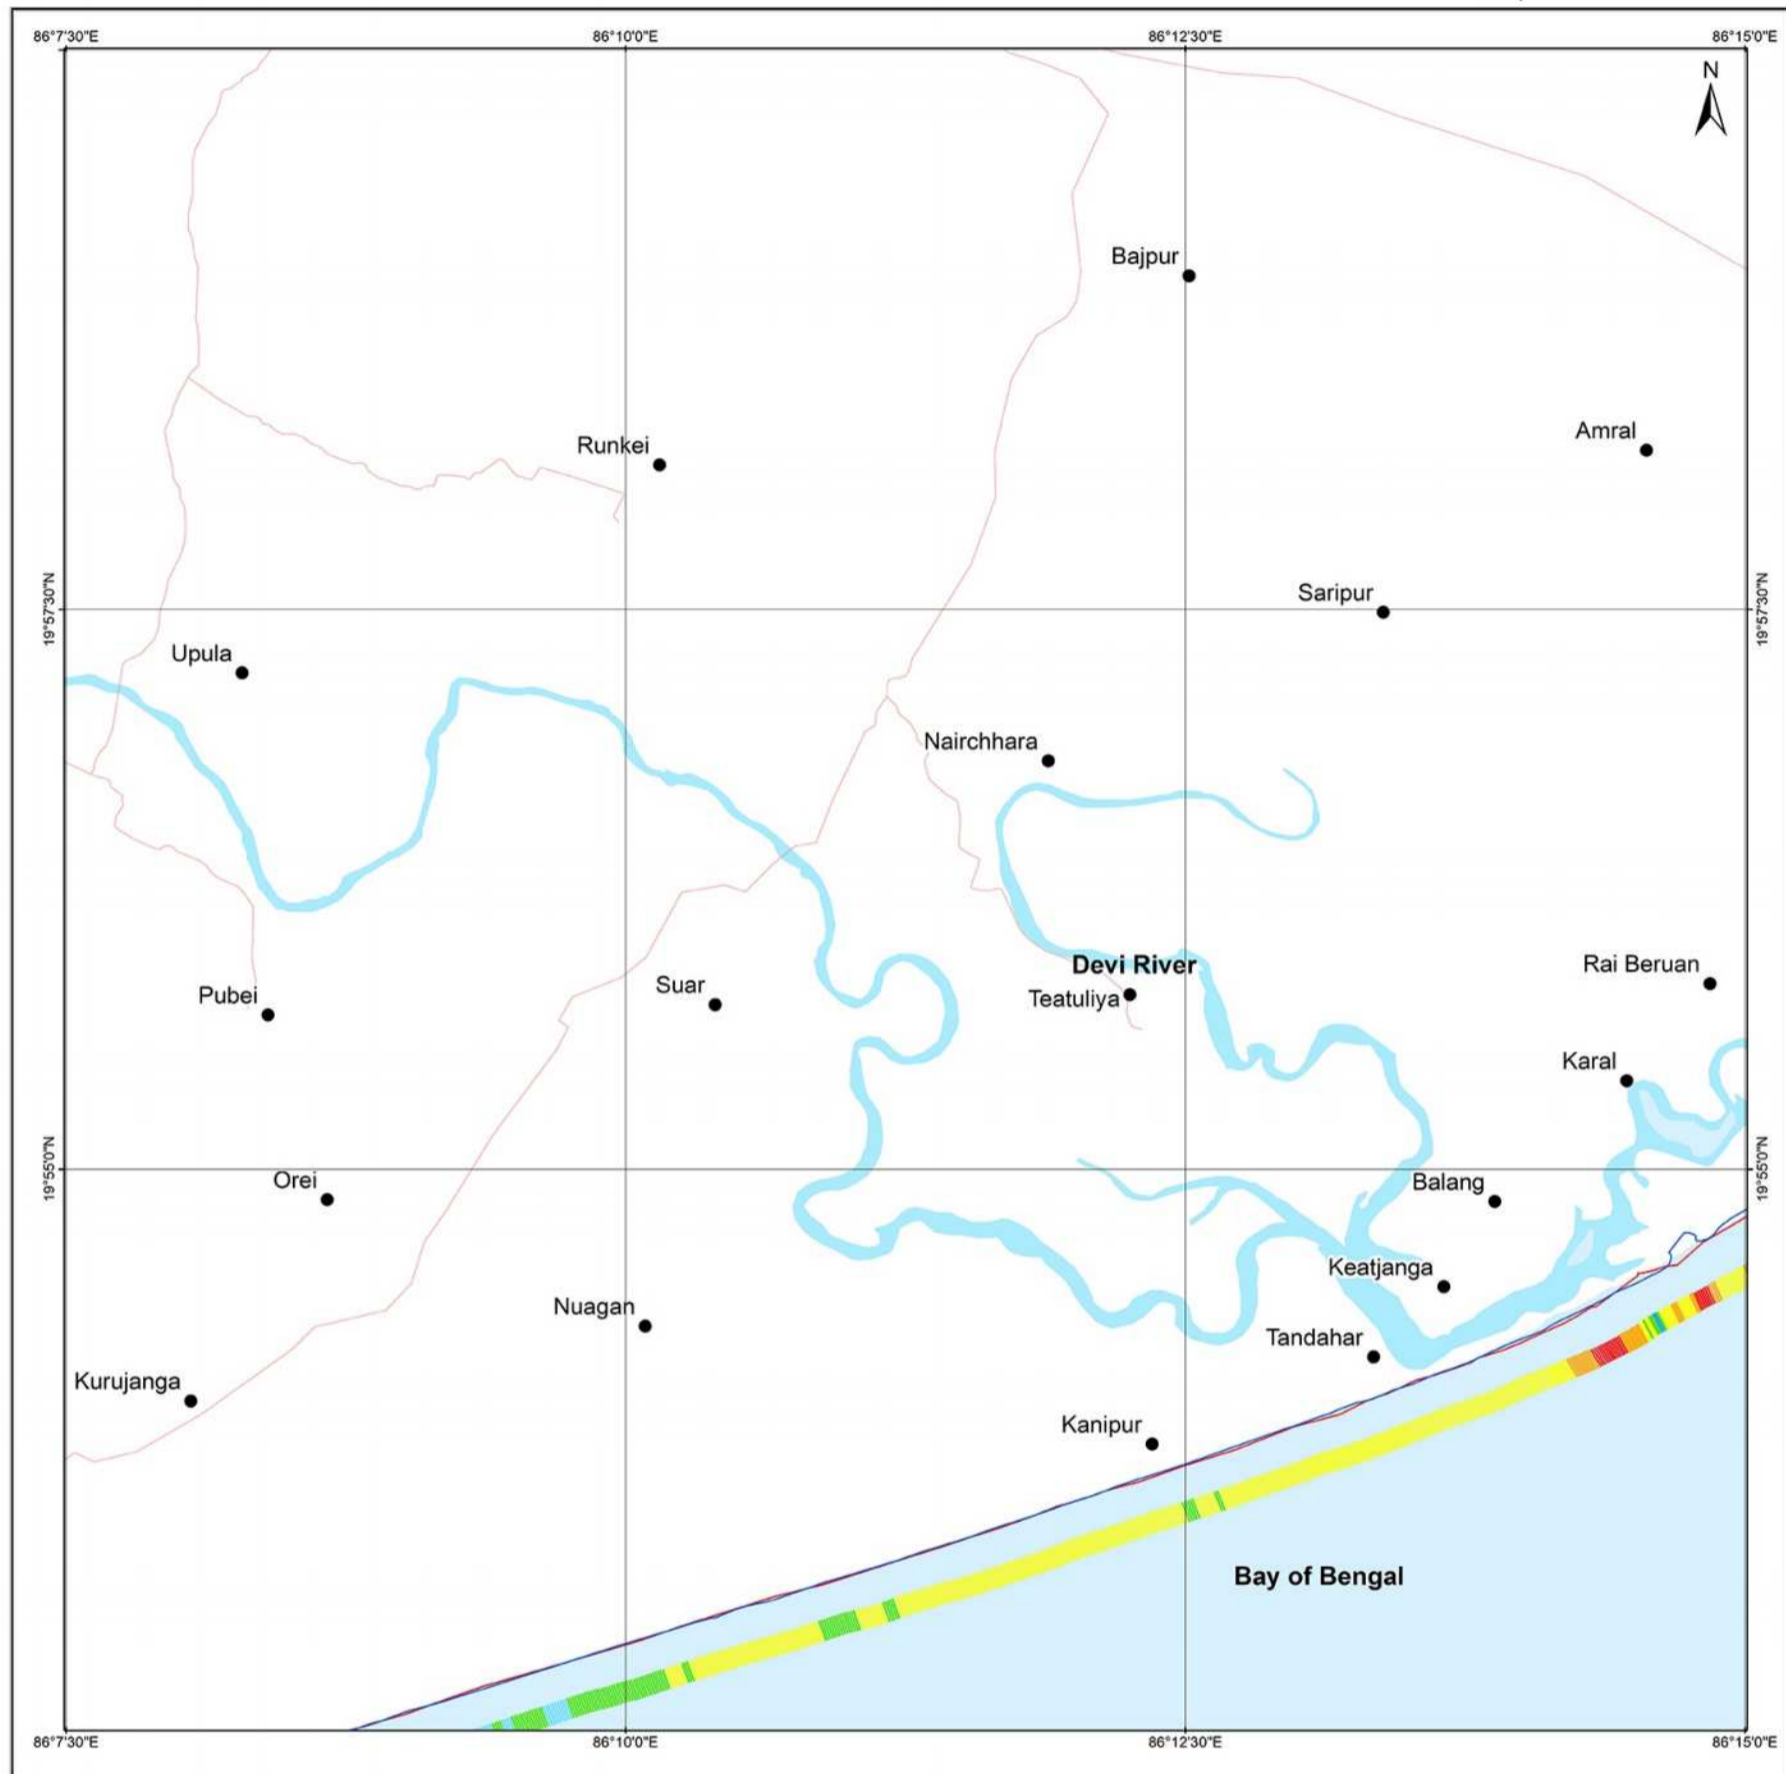 86°7'30"E 86°10'0"E 86°12'30"E 86°15'0"E
N
Bajpur
Amral
Runkei
Saripur
19°57'30"N 19°57'30"N
Upula
Nairchhara
Devi River
Rai Beruan
Suar
Pubei
Teatuliya
Karal
19°55'0"N 19°55'0"N
Orei
Balang
Keatjanga
Nuagan
Tandahar
Kurujanga
Kanipur
Bay of Bengal
86°7'30"E 86°10'0"E 86°12'30"E 86°15'0"E